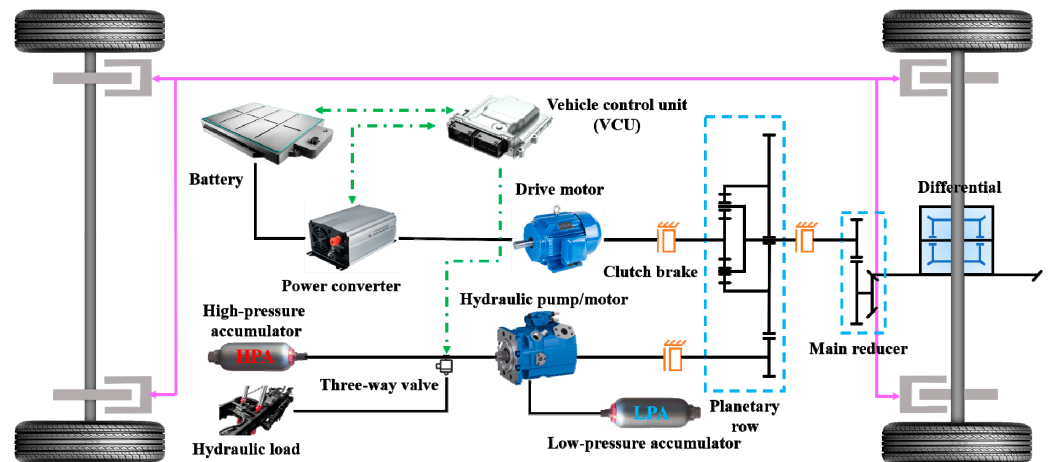 Vehicle control unit
(VCU)
Battery
Drive motor
Differential
Power converter
Clutch brake
High-pressure
accumulator
Hydraulic pump/motor
HPA
Main reducer
Three-way valve
LPA
Planetary
row
Hydraulic load
Low-pressure accumulator